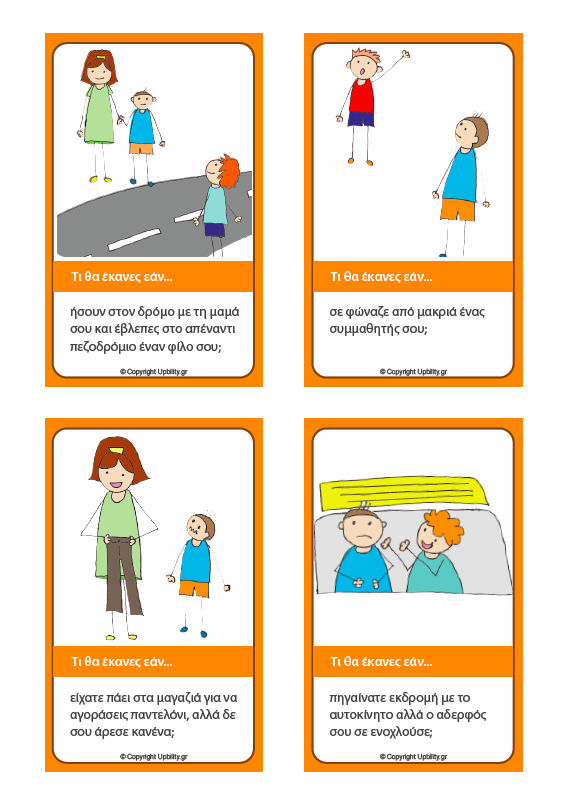 Τι θα έκανες εάν...
ήσουν στον δρόμο με τη μαμά
σου και έβλεπες στο απέναντι
πεζοδρόμιο έναν φίλο σου;
© Copyright Upbility.gr
Τι θα έκανες εάν...
σε φώναζε από μακριά ένας
συμμαθητής σου;
© Copyright Upbility.gr
Τι θα έκανες εάν...
είχατε πάει στα μαγαζιά για να
αγοράσεις παντελόνι, αλλά δε
σου άρεσε κανένα;
© Copyright Upbility.gr
Τι θα έκανες εάν...
πηγαίνατε εκδρομή με το
αυτοκίνητο αλλά ο αδερφός
σου σε ενοχλούσε;
© Copyright Upbility.gr